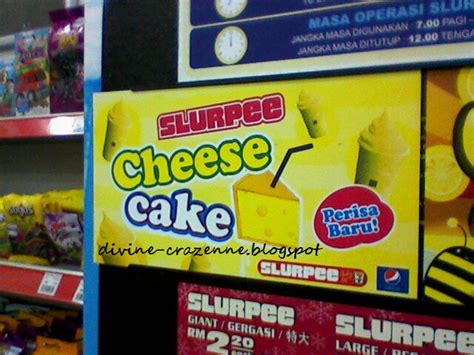 MASA OPERASI SLUR
JANGKA MASA DIGUNAKAN : 7.00 PAGI
JANGKA MASA DITUTUP : 12.00 TENGA
SLURPEE
Cheese
cake
Perisa
Baru!
divine-crazenne.blogspot
SLURPEE
pepsi
SLURPEE
GIANT / GERGASI / 特大
RM 2.20
SLURPEE
LARGE /